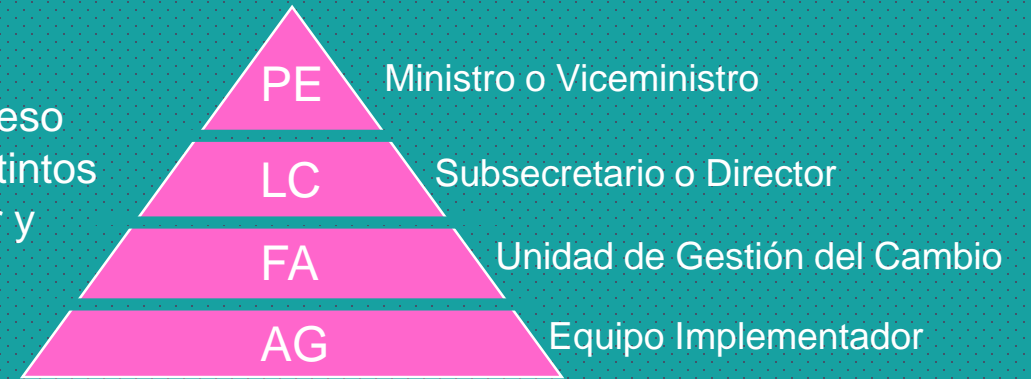 PE
Ministro o Viceministro
LC
Subsecretario o Director
y
FA
Unidad de Gestión del Cambio
AG
Equipo Implementador